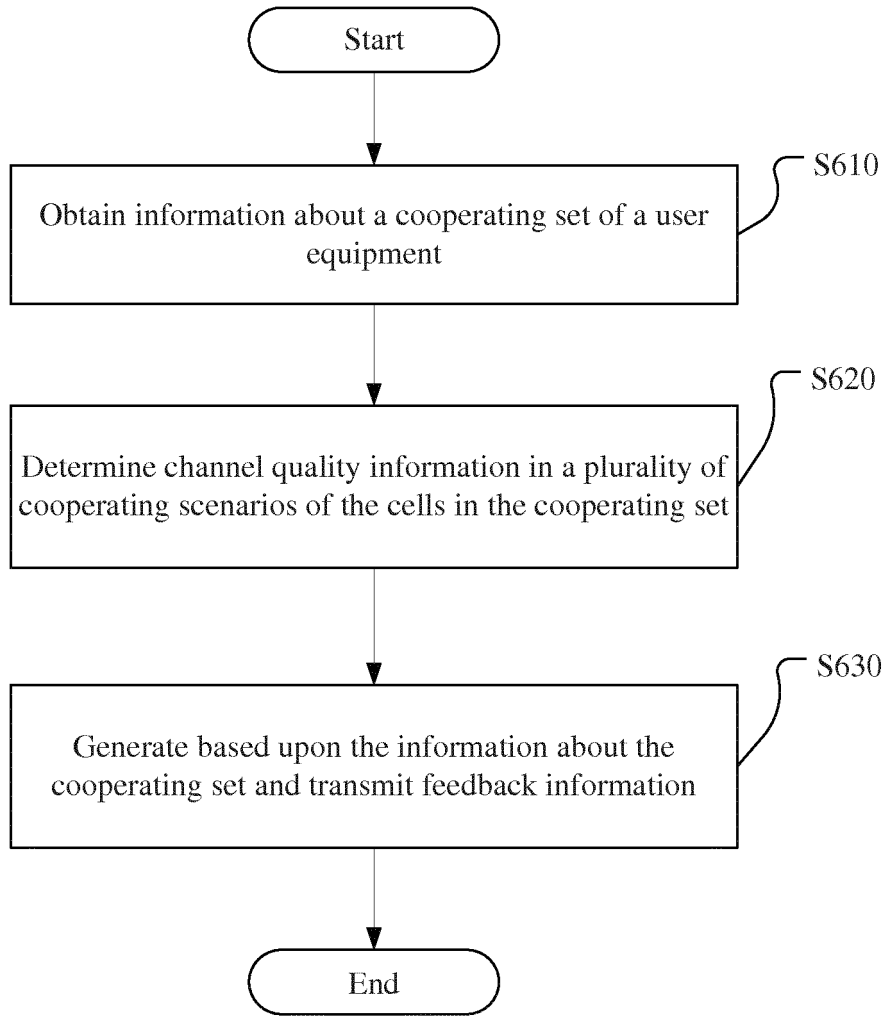 Start
S610
Obtain information about a cooperating set of a user
equipment
S620
Determine channel quality information in a plurality of
cooperating scenarios of the cells in the cooperating set
S630
Generate based upon the information about the
cooperating set and transmit feedback information
End